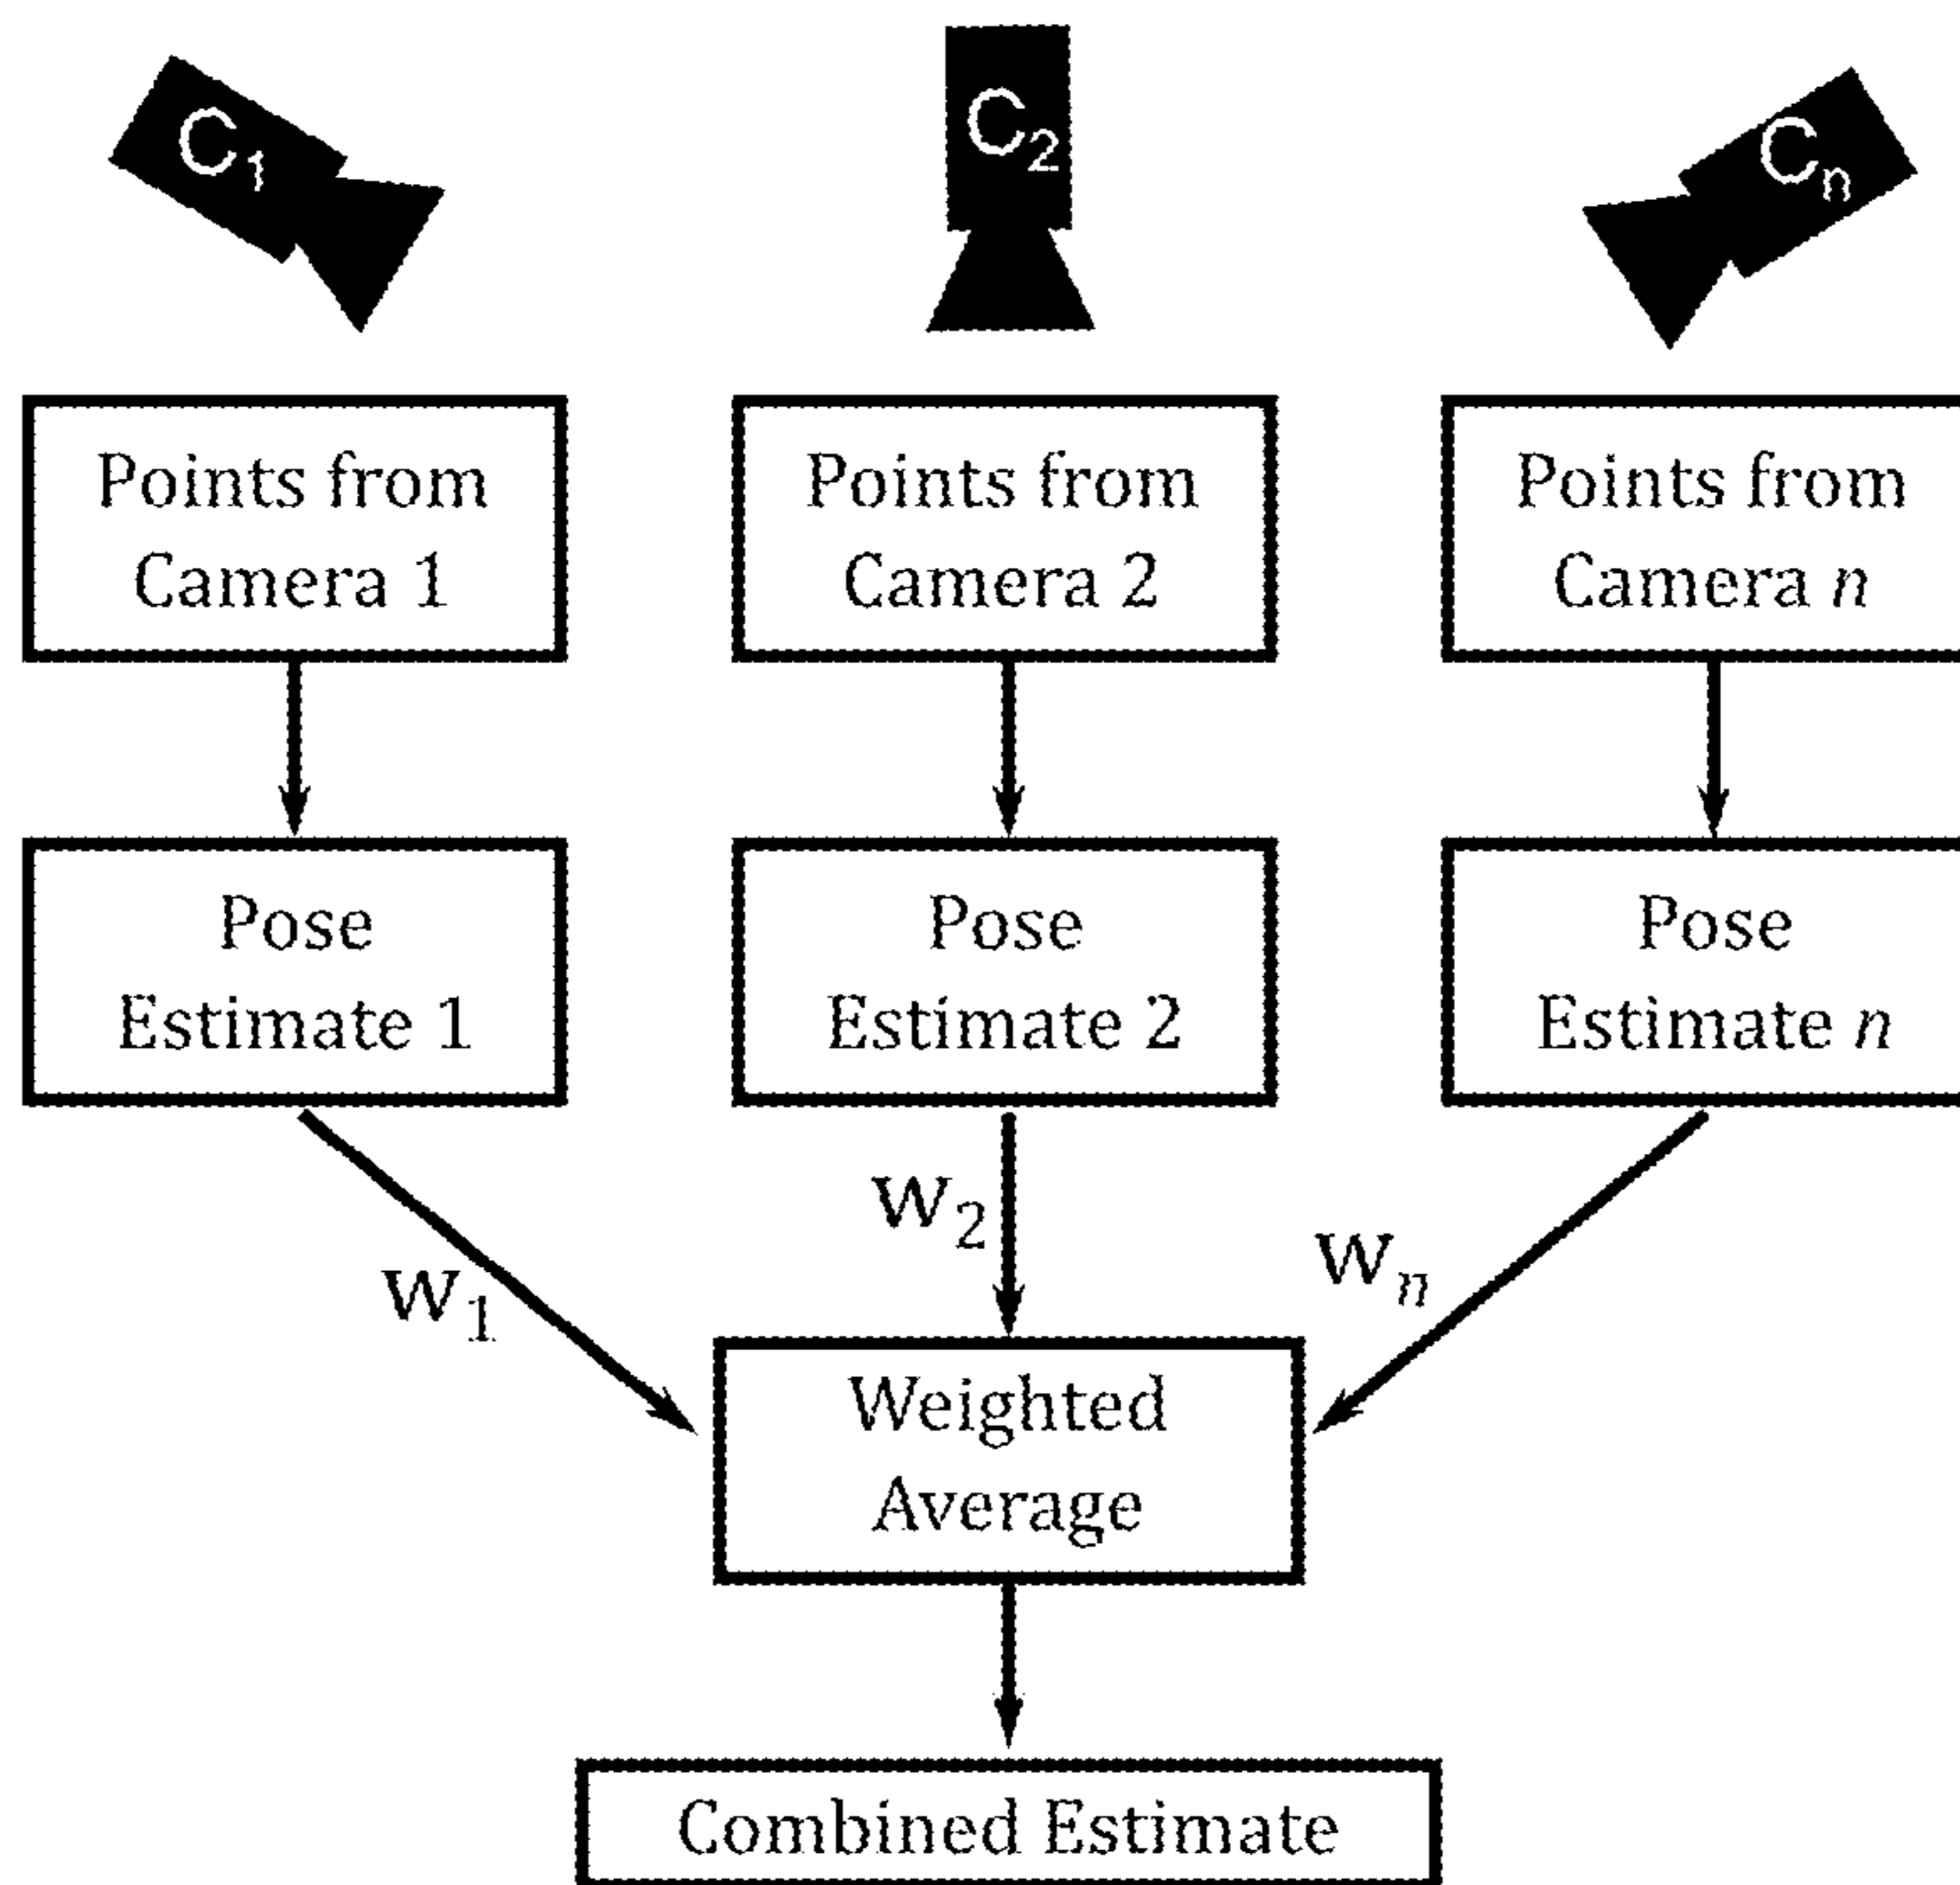 C1
C2
Cn
Points from
Camera 1
Points from
Camera 2
Points from
Camera n
Pose
Estimate 1
Pose
Estimate 2
Pose
Estimate n
w1
w2
wn
Weighted
Average
Combined Estimate